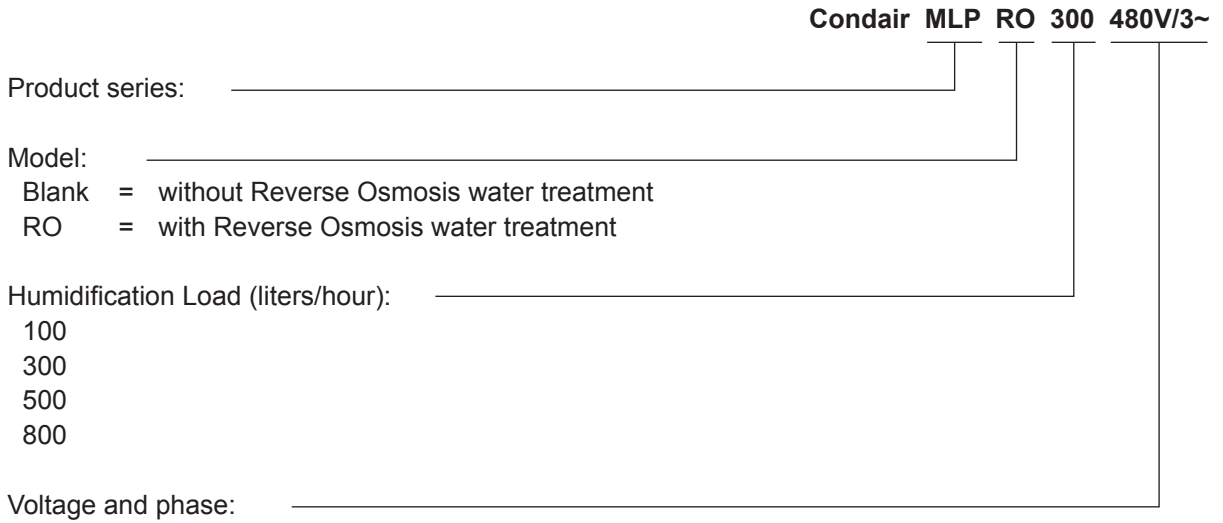 Condair MLP RO 300 480V/3~
Product series:
Model:
Blank = without Reverse Osmosis water treatment
RO = with Reverse Osmosis water treatment
Humidification Load (liters/hour):
100
300
500
800
Voltage and phase: